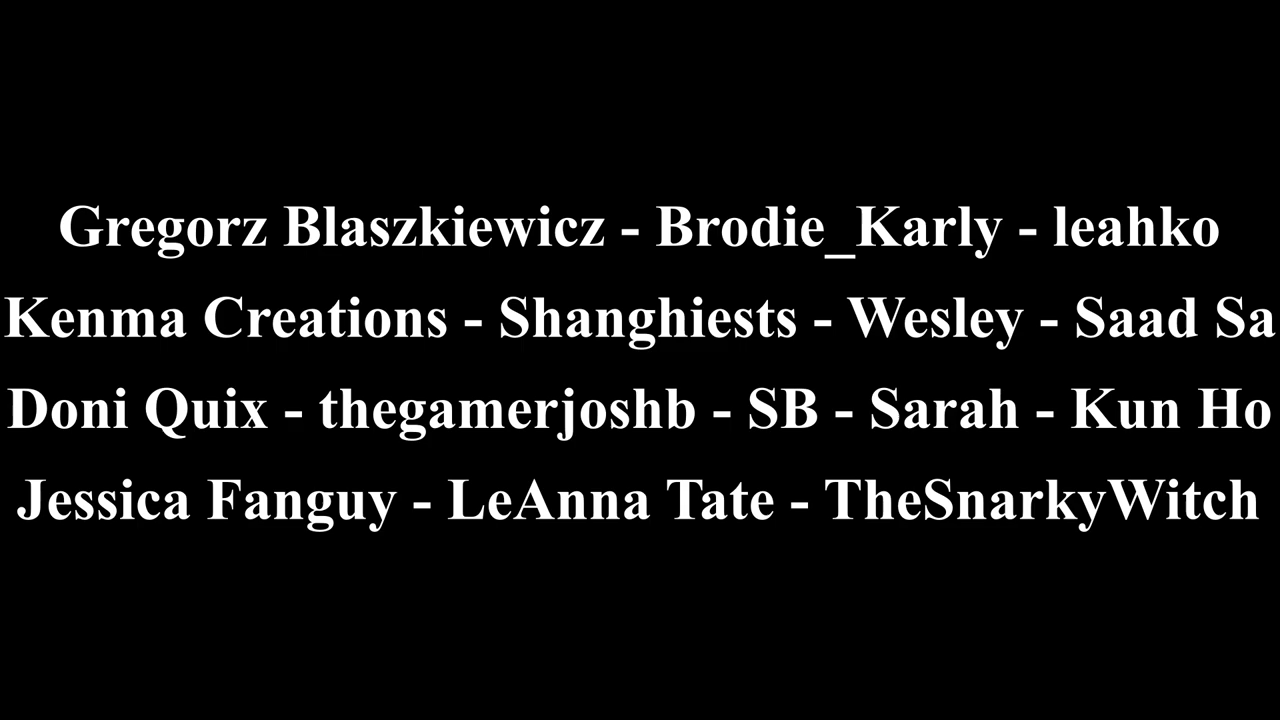 Gregorz Blaszkiewicz - Brodie_Karly - leahko
Kenma Creations - Shanghiests - Wesley - Saad Sa
Doni Quix - thegamerjoshb - SB - Sarah - Kun Ho
Jessica Fanguy - LeAnna Tate - TheSnarkyWitch